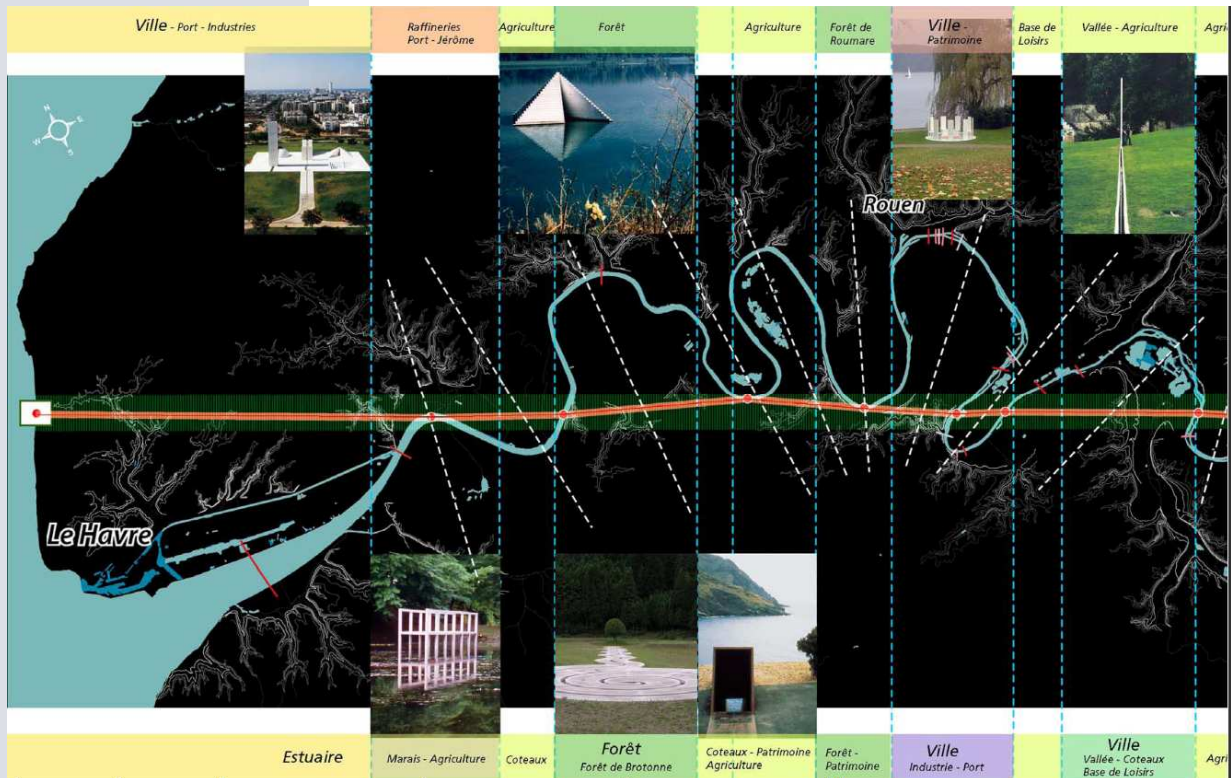 Ville - Port - Industries
Raffineries
Port - Jérôme
Agriculture
Forêt
Agriculture
Forêt de
Roumare
Ville -
Patrimoine
Base de
Loisirs
Vallée - Agriculture
Agri
N
E
W
S
Rouen
Le Havre
Estuaire
Marais - Agriculture
Coteaux
Forêt
Forêt de Brotonne
Coteaux - Patrimoine
Agriculture
Forêt -
Patrimoine
Ville
Industrie - Port
Ville
Vallée - Coteaux
Base de Loisirs
Agri